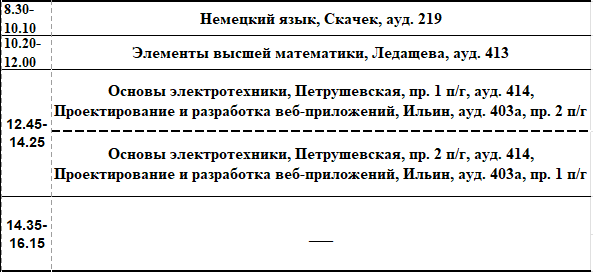 8.30-
10.10
Немецкий язык, Скачек, ауд. 219
10.20-
12.00
Элементы высшей математики, Ледащева, ауд. 413
12.45-
14.25
Основы электротехники, Петрушевская, пр. 1 п/г, ауд. 414,
Проектирование и разработка веб-приложений, Ильин, ауд. 403а, пр. 2 п/г
Основы электротехники, Петрушевская, пр. 2 п/г, ауд. 414,
Проектирование и разработка веб-приложений, Ильин, ауд. 403а, пр. 1 п/г
14.35-
16.15
—